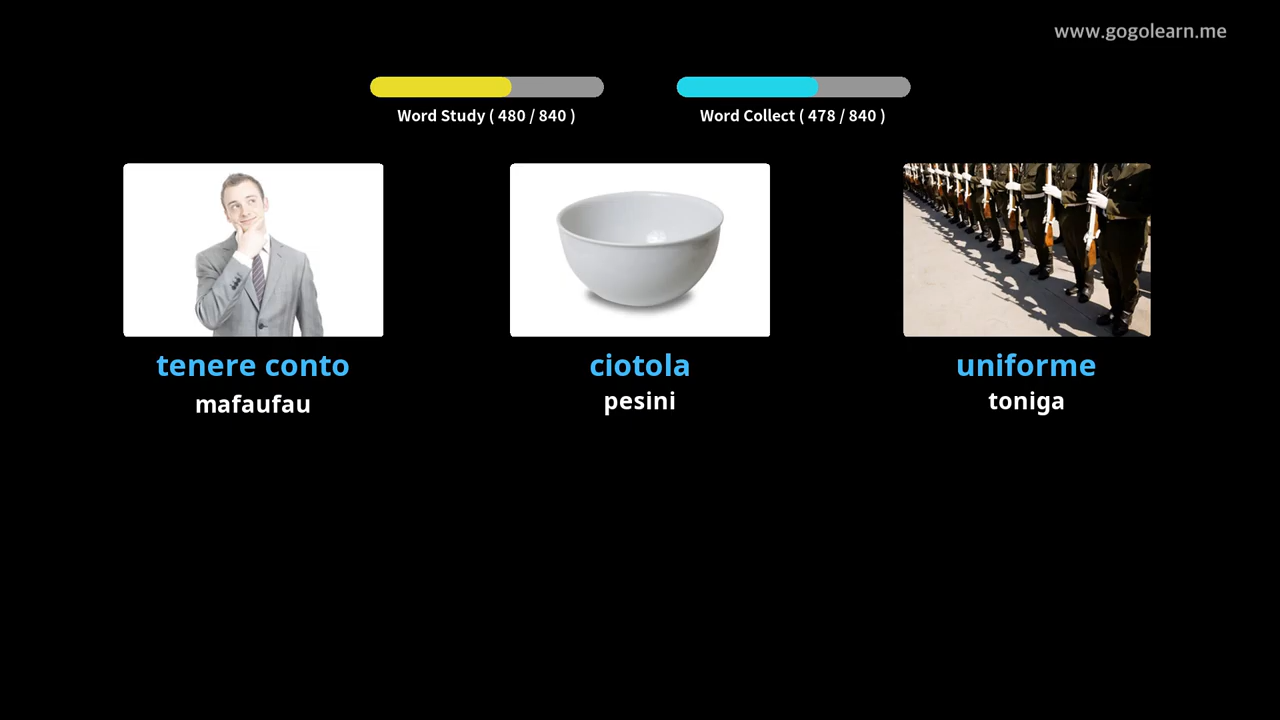 www.gogolearn.me
Word Study ( 480 / 840 )
Word Collect ( 478 / 840 )
tenere conto
mafaufau
ciotola
pesini
uniforme
toniga